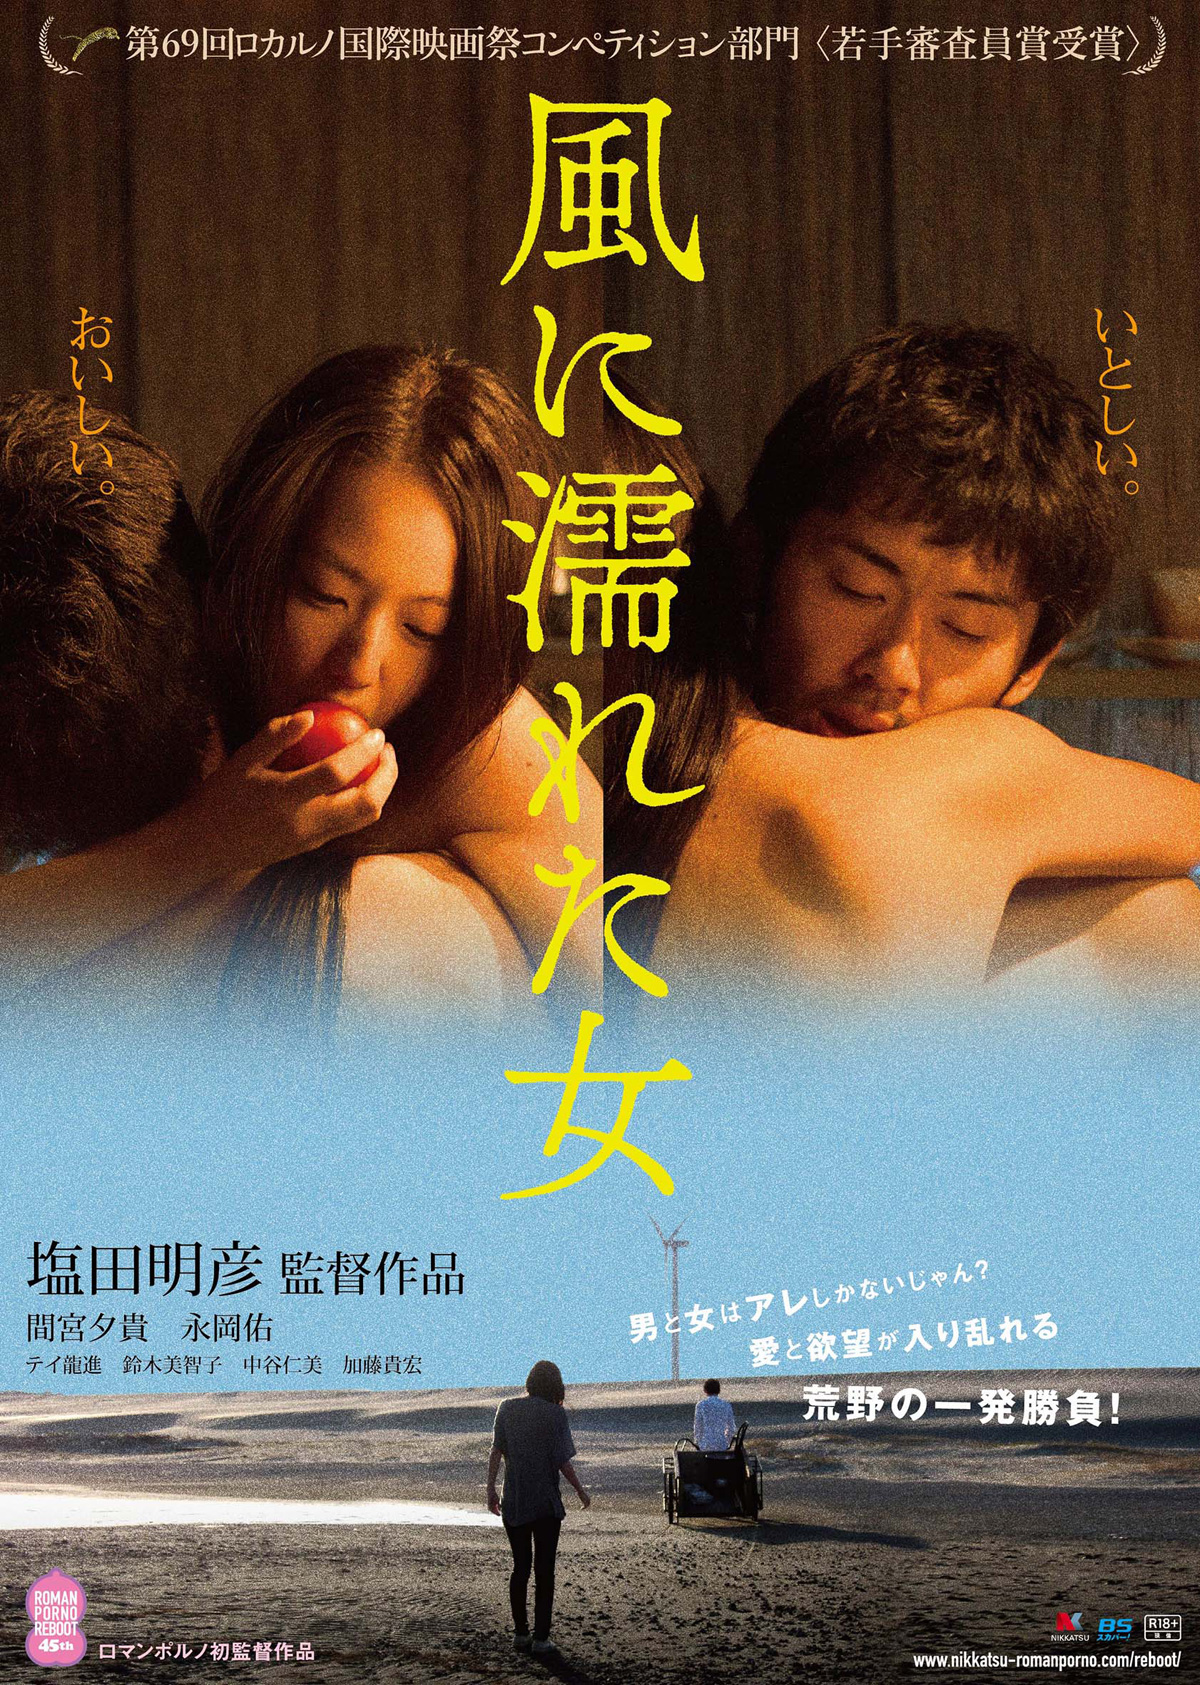 第69回ロカルノ国際映画祭コンペティション部門〈若手審査員賞受賞〉
風に濡れた女
いとしい。
おいしい。
塩田明彦 監督作品
間宮夕貴 永岡佑
テイ龍進 鈴木美智子 中谷仁美 加藤貴宏
男と女はアレしかないじゃん?
愛と欲望が入り乱れる
荒野の一発勝負!
ROMAN
PORNO
REBOOT
45th
ロマンポルノ初監督作品
NIKKATSU
BS
スカパー!
R18+
映倫
www.nikkatsu-romanporno.com/reboot/